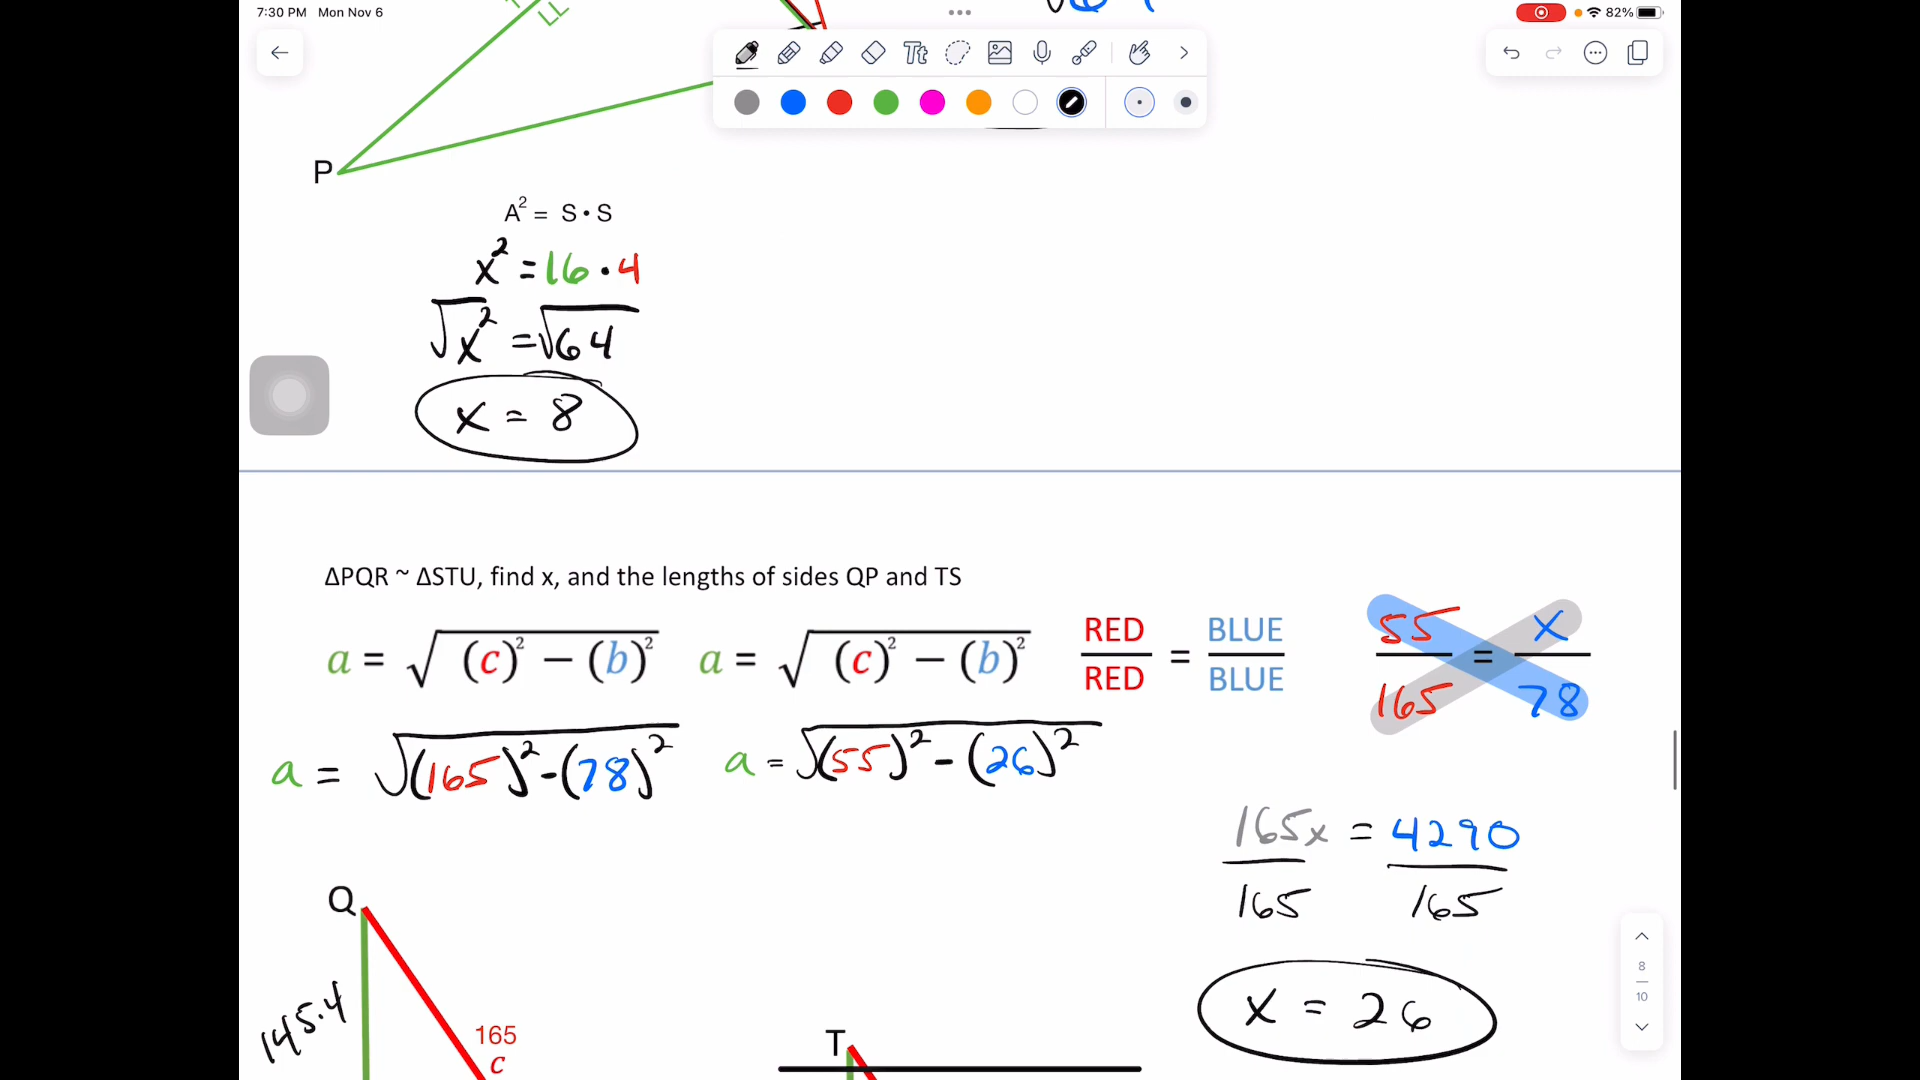 7:30 PM Mon Nov 6
82%
LL
Tt
P
A² = S • S
x² = 16 • 4
√x² = √64
x = 8
ΔPQR ~ ΔSTU, find x, and the lengths of sides QP and TS
a = √(c)² − (b)²
a = √(c)² − (b)²
RED/RED = BLUE/BLUE
55/165 = x/78
a = √(165)² - (78)²
a = √(55)² - (26)²
165x = 4290
165 165
x = 26
Q
145.4
165
c
T
8
10